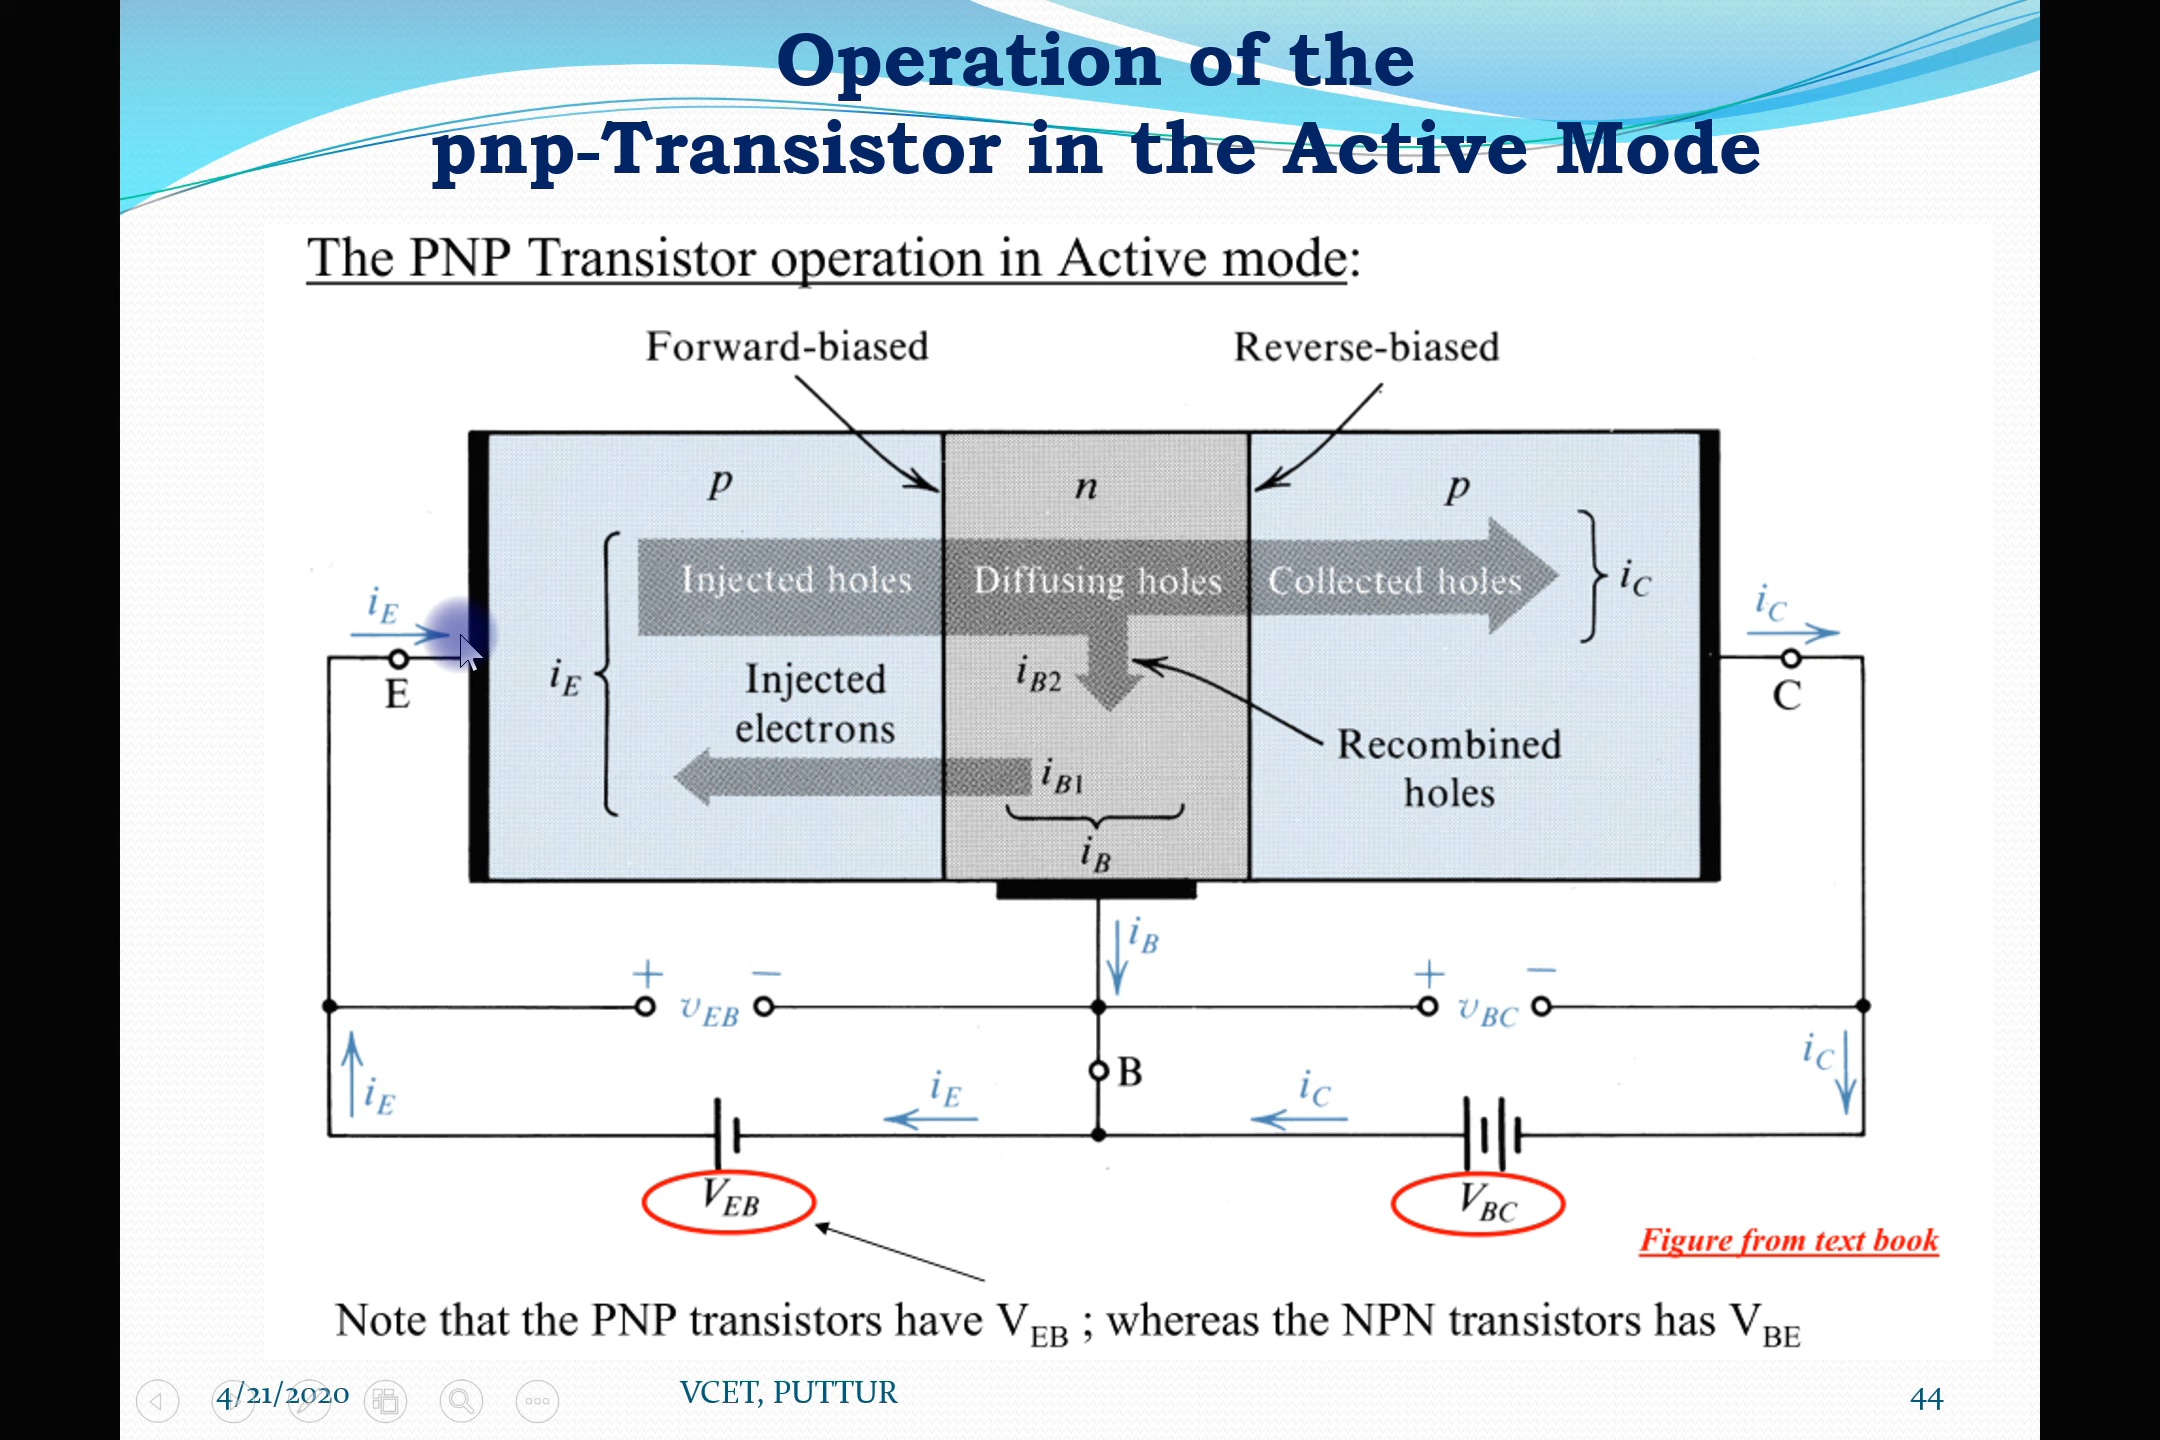 Operation of the
pnp-Transistor in the Active Mode
The PNP Transistor operation in Active mode:
Forward-biased
Reverse-biased
p
n
p
Injected holes
Diffusing holes
Collected holes
iC
iE
iC
iE
E
Injected
electrons
iB2
Recombined
holes
C
iB1
iB
iB
+ −
vEB
+ −
vBC
iE
B
iE
iC
iC
VEB
VBC
Figure from text book
Note that the PNP transistors have VEB ; whereas the NPN transistors has VBE
4/21/2020
VCET, PUTTUR
44